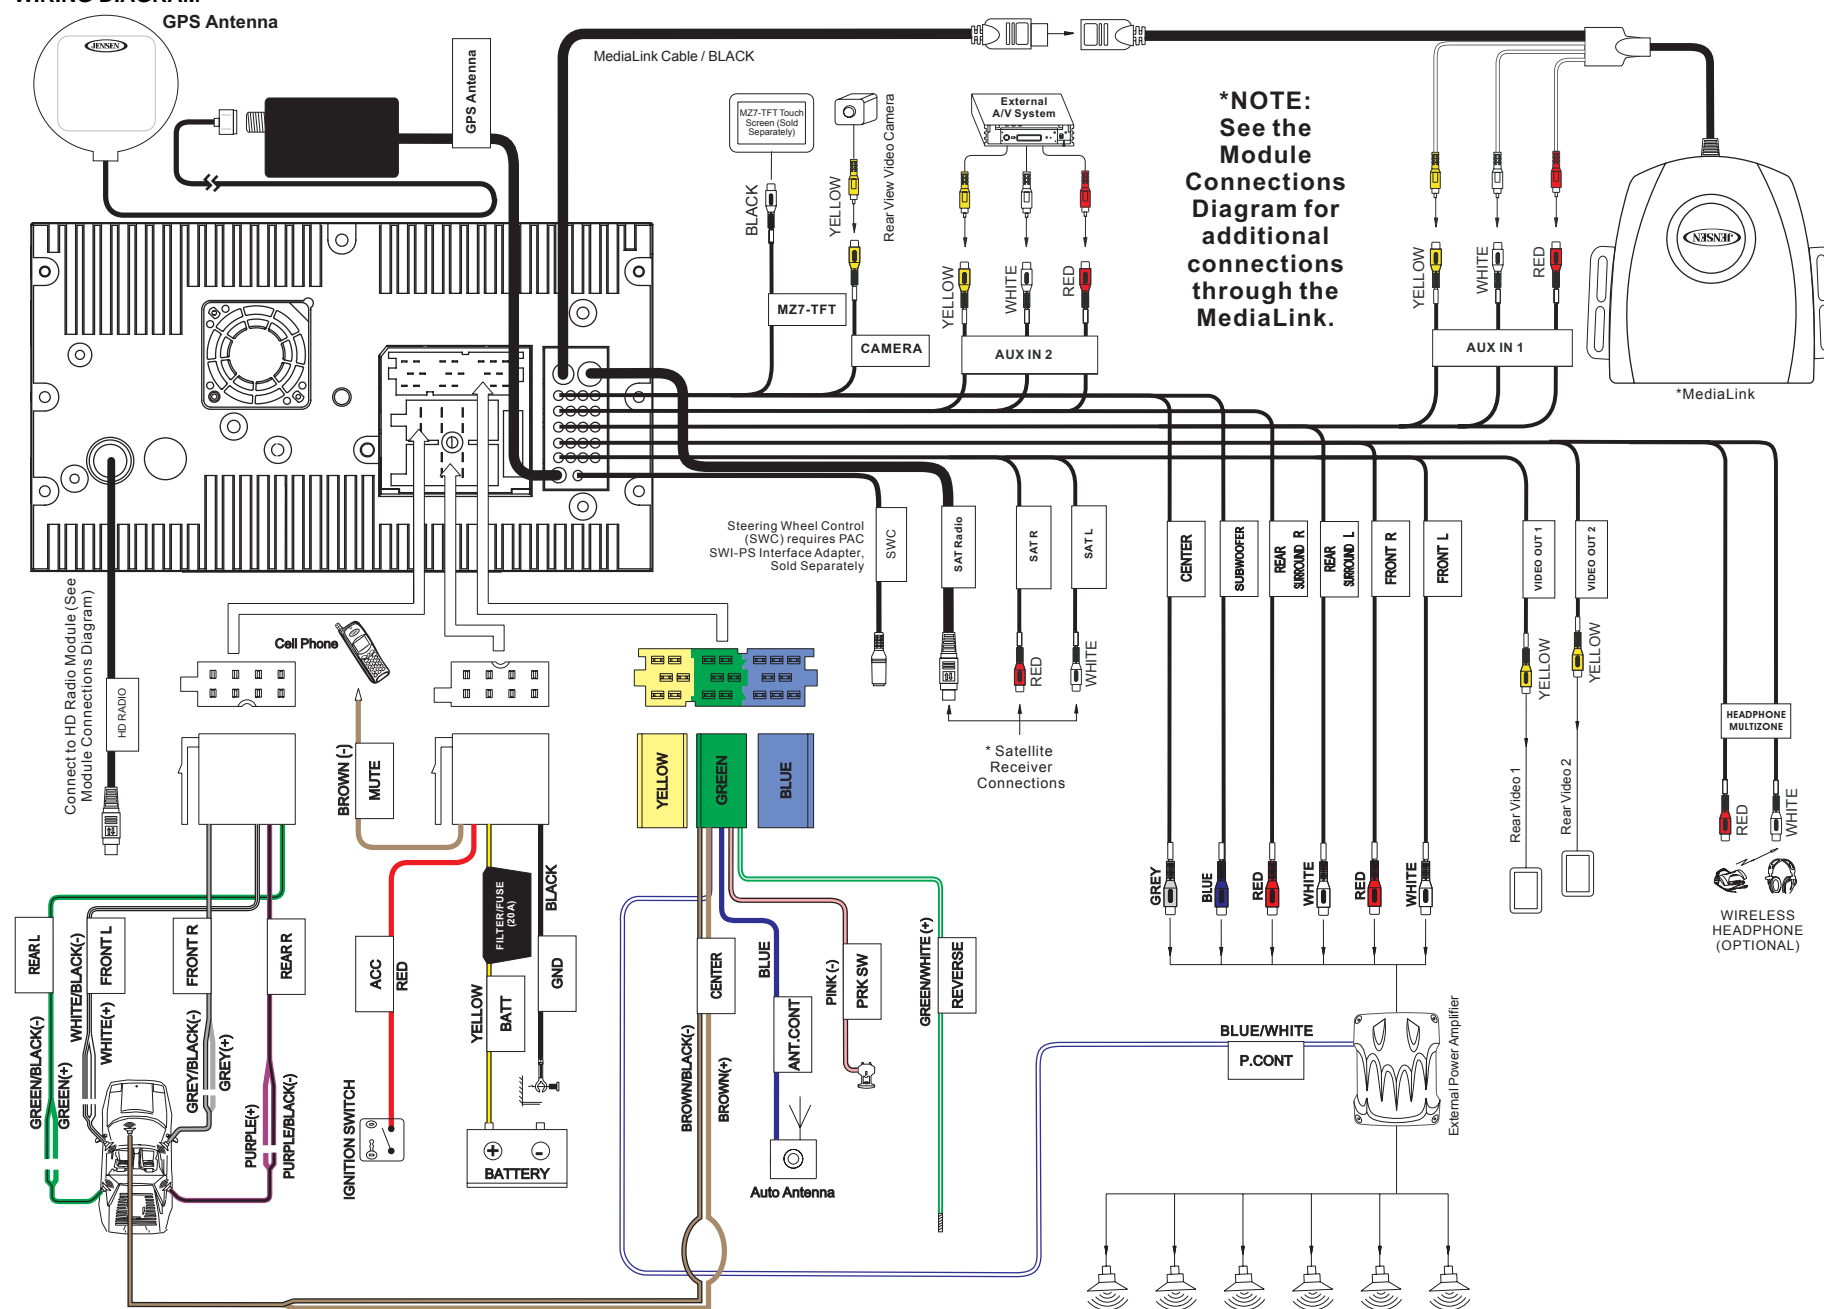 WIRING DIAGRAM
GPS Antenna
JENSEN
GPS Antenna
MediaLink Cable / BLACK
MZ7-TFT Touch
Screen (Sold
Separately)
BLACK
MZ7-TFT
Rear View Video Camera
YELLOW
CAMERA
External
A/V System
YELLOW
WHITE
RED
AUX IN 2
*NOTE:
See the
Module
Connections
Diagram for
additional
connections
through the
MediaLink.
YELLOW
WHITE
RED
AUX IN 1
JENSEN
*MediaLink
Steering Wheel Control
(SWC) requires PAC
SWI-PS Interface Adapter,
Sold Separately
SWC
SAT Radio
SAT R
SAT L
RED
WHITE
* Satellite
Receiver
Connections
CENTER
SUBWOOFER
REAR
SURROUND R
REAR
SURROUND L
FRONT R
FRONT L
VIDEO OUT 1
VIDEO OUT 2
YELLOW
YELLOW
Rear Video 1
Rear Video 2
HEADPHONE
MULTIZONE
RED
WHITE
WIRELESS
HEADPHONE
(OPTIONAL)
GREY
BLUE
RED
WHITE
RED
WHITE
Connect to HD Radio Module (See
Module Connections Diagram)
HD RADIO
Cell Phone
BROWN (-)
MUTE
YELLOW
GREEN
BLUE
REAR L
WHITE/BLACK(-)
FRONT L
FRONT R
REAR R
GREEN/BLACK(-)
GREEN(+)
WHITE(+)
GREY/BLACK(-)
GREY(+)
PURPLE(+)
PURPLE/BLACK(-)
ACC
RED
IGNITION SWITCH
FILTER/FUSE
(20A)
BLACK
YELLOW
BATT
GND
BATTERY
CENTER
BROWN/BLACK(-)
BROWN(+)
BLUE
ANT.CONT
Auto Antenna
PINK (-)
PRK SW
GREEN/WHITE (+)
REVERSE
BLUE/WHITE
P.CONT
External Power Amplifier